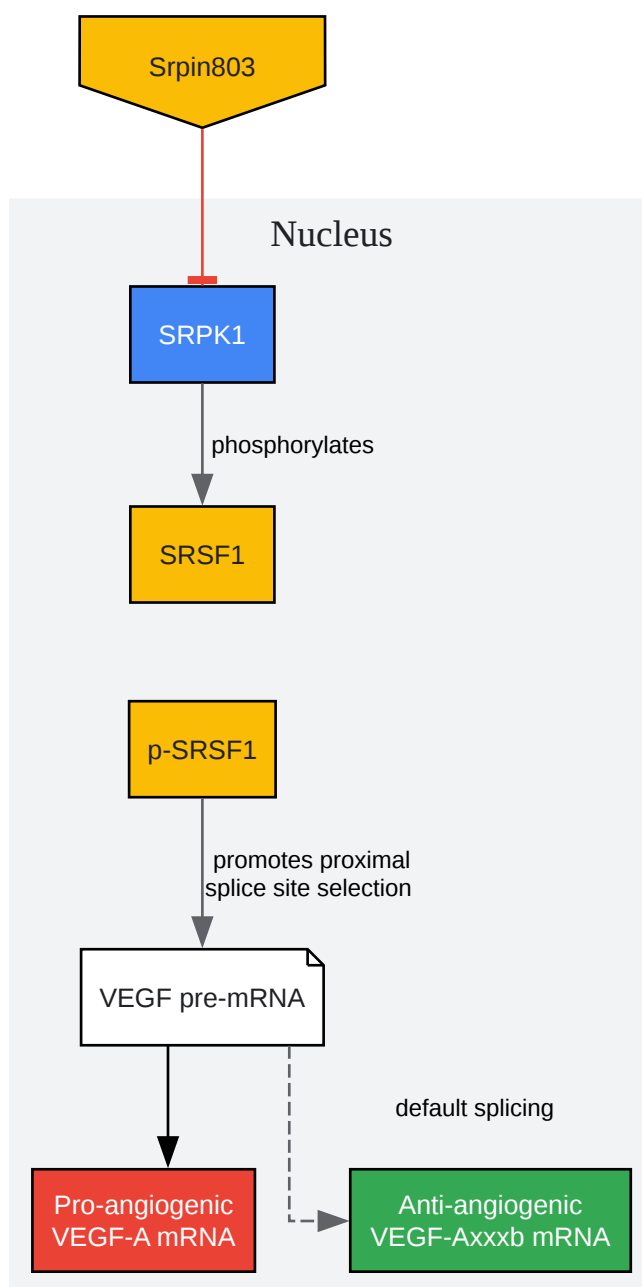 Srpin803
Nucleus
SRPK1
phosphorylates
SRSF1
p-SRSF1
promotes proximal
splice site selection
VEGF pre-mRNA
default splicing
Pro-angiogenic
VEGF-A mRNA
Anti-angiogenic
VEGF-Axxxb mRNA